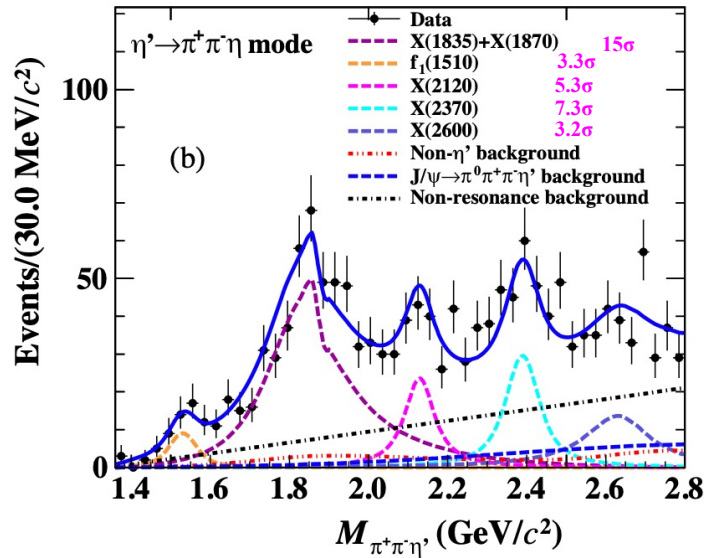 η'→π⁺π⁻η mode
(b)
Data
X(1835)+X(1870) 15σ
f₁(1510) 3.3σ
X(2120) 5.3σ
X(2370) 7.3σ
X(2600) 3.2σ
Non-η' background
J/ψ→π⁰π⁺π⁻η' background
Non-resonance background
Events/(30.0 MeV/c²)
100
50
0
1.4 1.6 1.8 2 2.2 2.4 2.6 2.8
M_π⁺π⁻η' (GeV/c²)